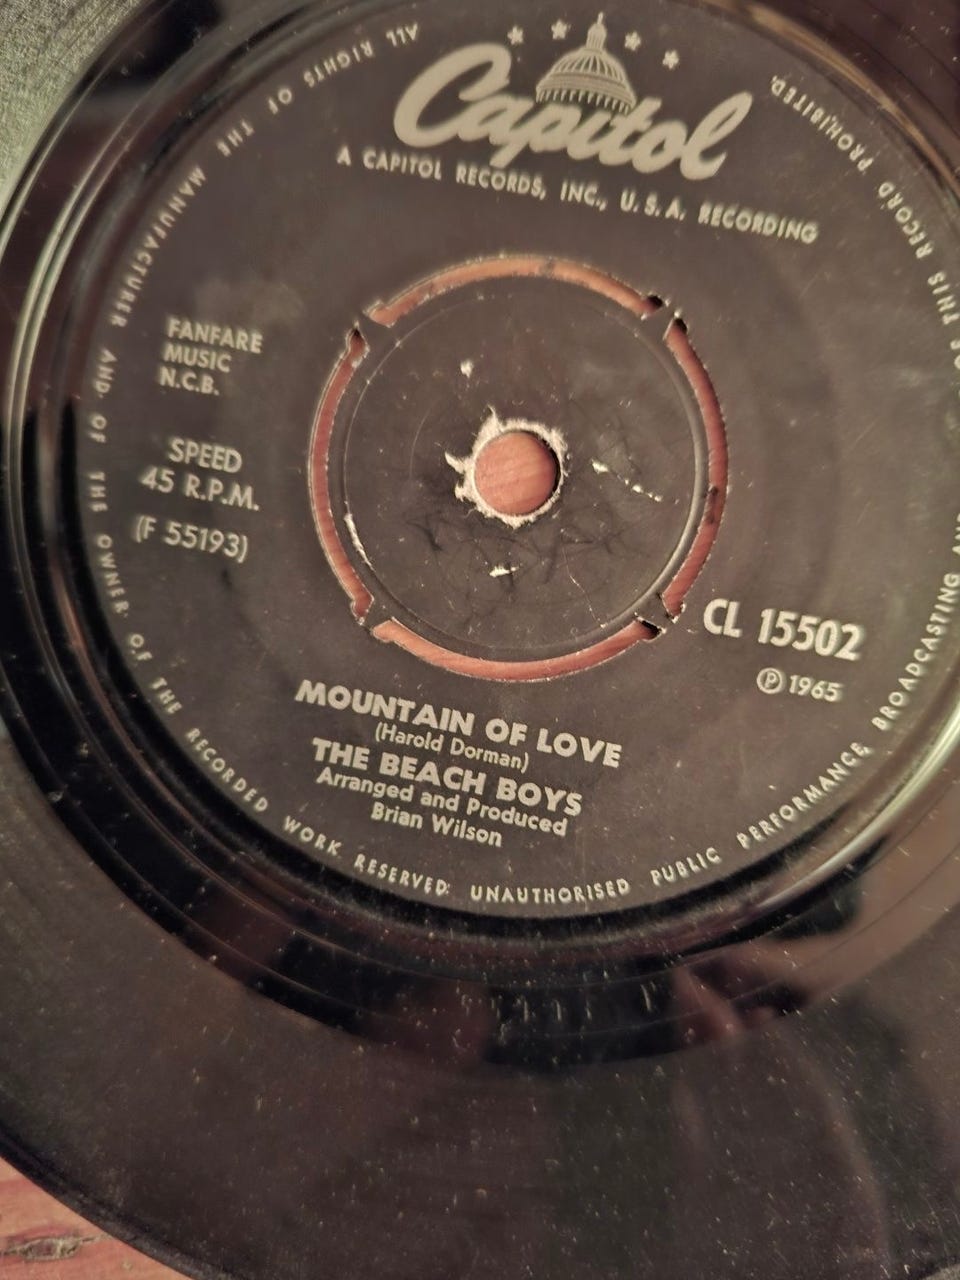 Capitol
A CAPITOL RECORDS, INC., U.S.A. RECORDING
FANFARE
MUSIC
N.C.B.
SPEED
45 R.P.M.
(F 55193)
CL 15502
℗ 1965
MOUNTAIN OF LOVE
(Harold Dorman)
THE BEACH BOYS
Arranged and Produced
Brian Wilson
ALL RIGHTS OF THE MANUFACTURER AND OF THE OWNER OF THE RECORDED WORK RESERVED. UNAUTHORISED PUBLIC PERFORMANCE, BROADCASTING AND THIS RECORD PROHIBITED.